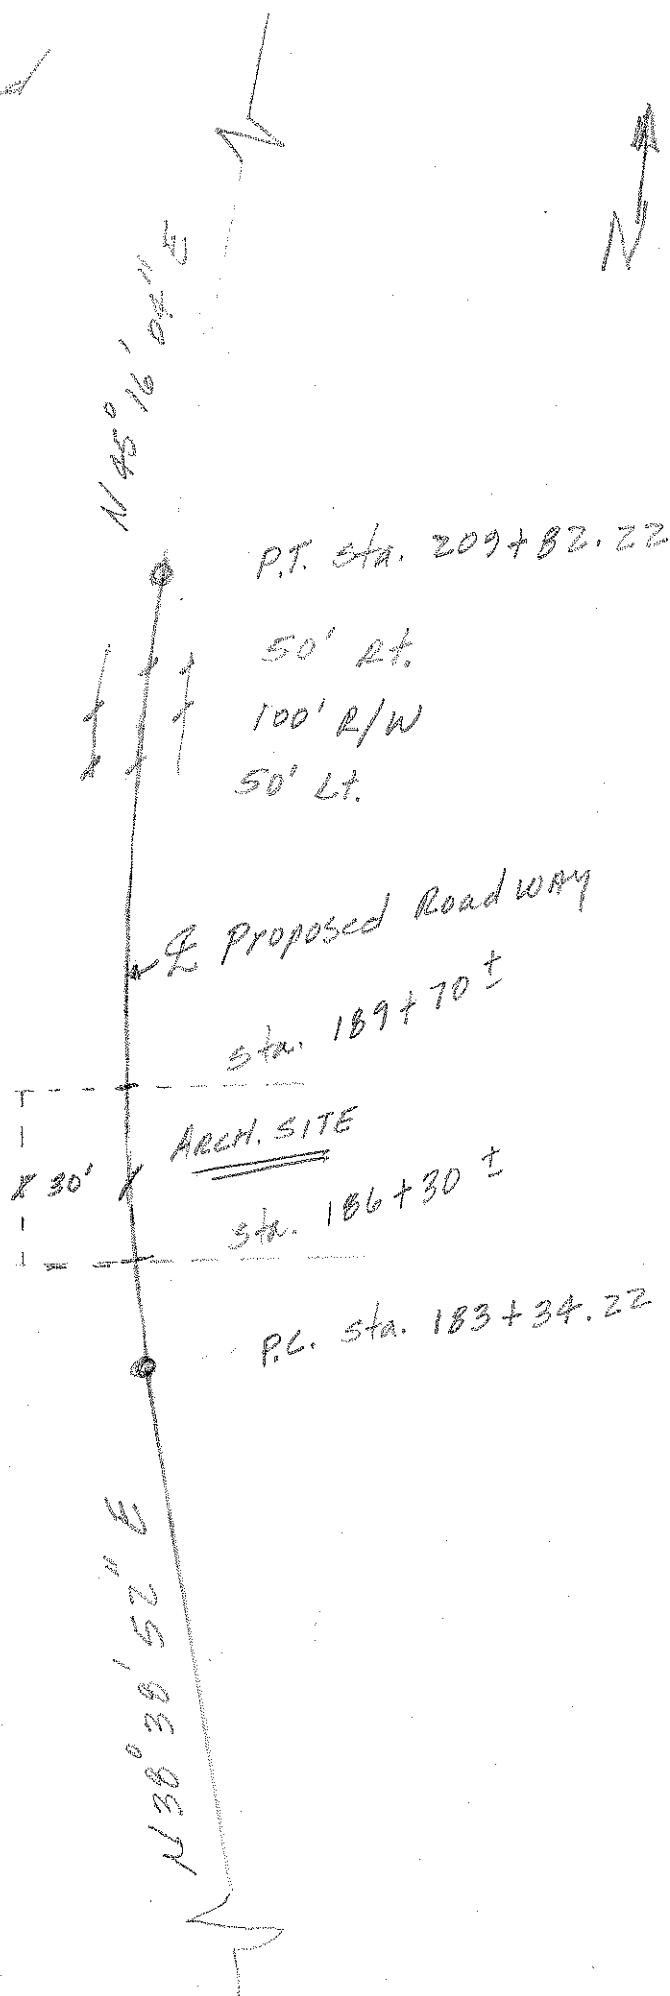 N 45° 16' 04" E
N
P.T. Sta. 209+82.22
50' Rt.
100' R/W
50' Lt.
℄ Proposed Roadway
Sta. 189+70 ±
ARCH. SITE
30'
Sta. 186+30 ±
P.C. Sta. 183+34.22
N 38° 38' 52" E